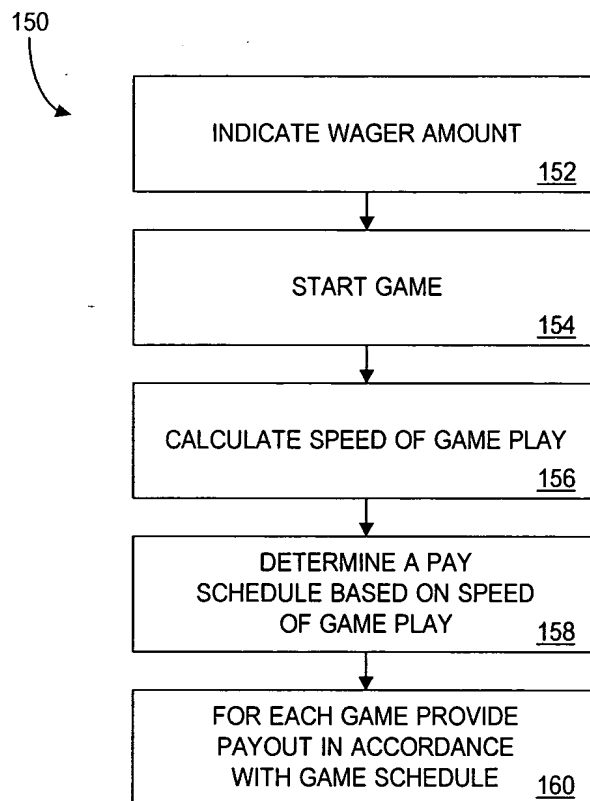 150
INDICATE WAGER AMOUNT
152
START GAME
154
CALCULATE SPEED OF GAME PLAY
156
DETERMINE A PAY
SCHEDULE BASED ON SPEED
OF GAME PLAY
158
FOR EACH GAME PROVIDE
PAYOUT IN ACCORDANCE
WITH GAME SCHEDULE
160